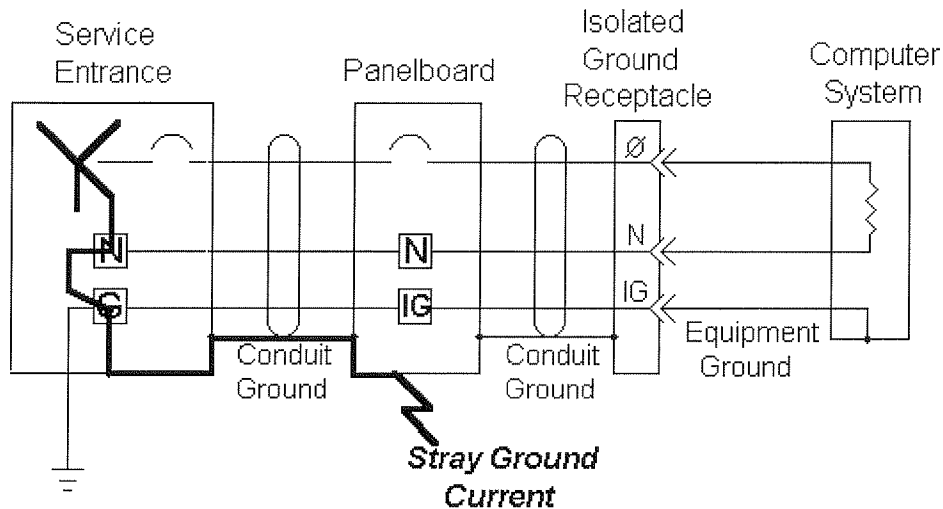 Service
Entrance
Panelboard
Isolated
Ground
Receptacle
Computer
System
Ø
N
N
N
G
IG
IG
Conduit
Ground
Conduit
Ground
Equipment
Ground
Stray Ground
Current